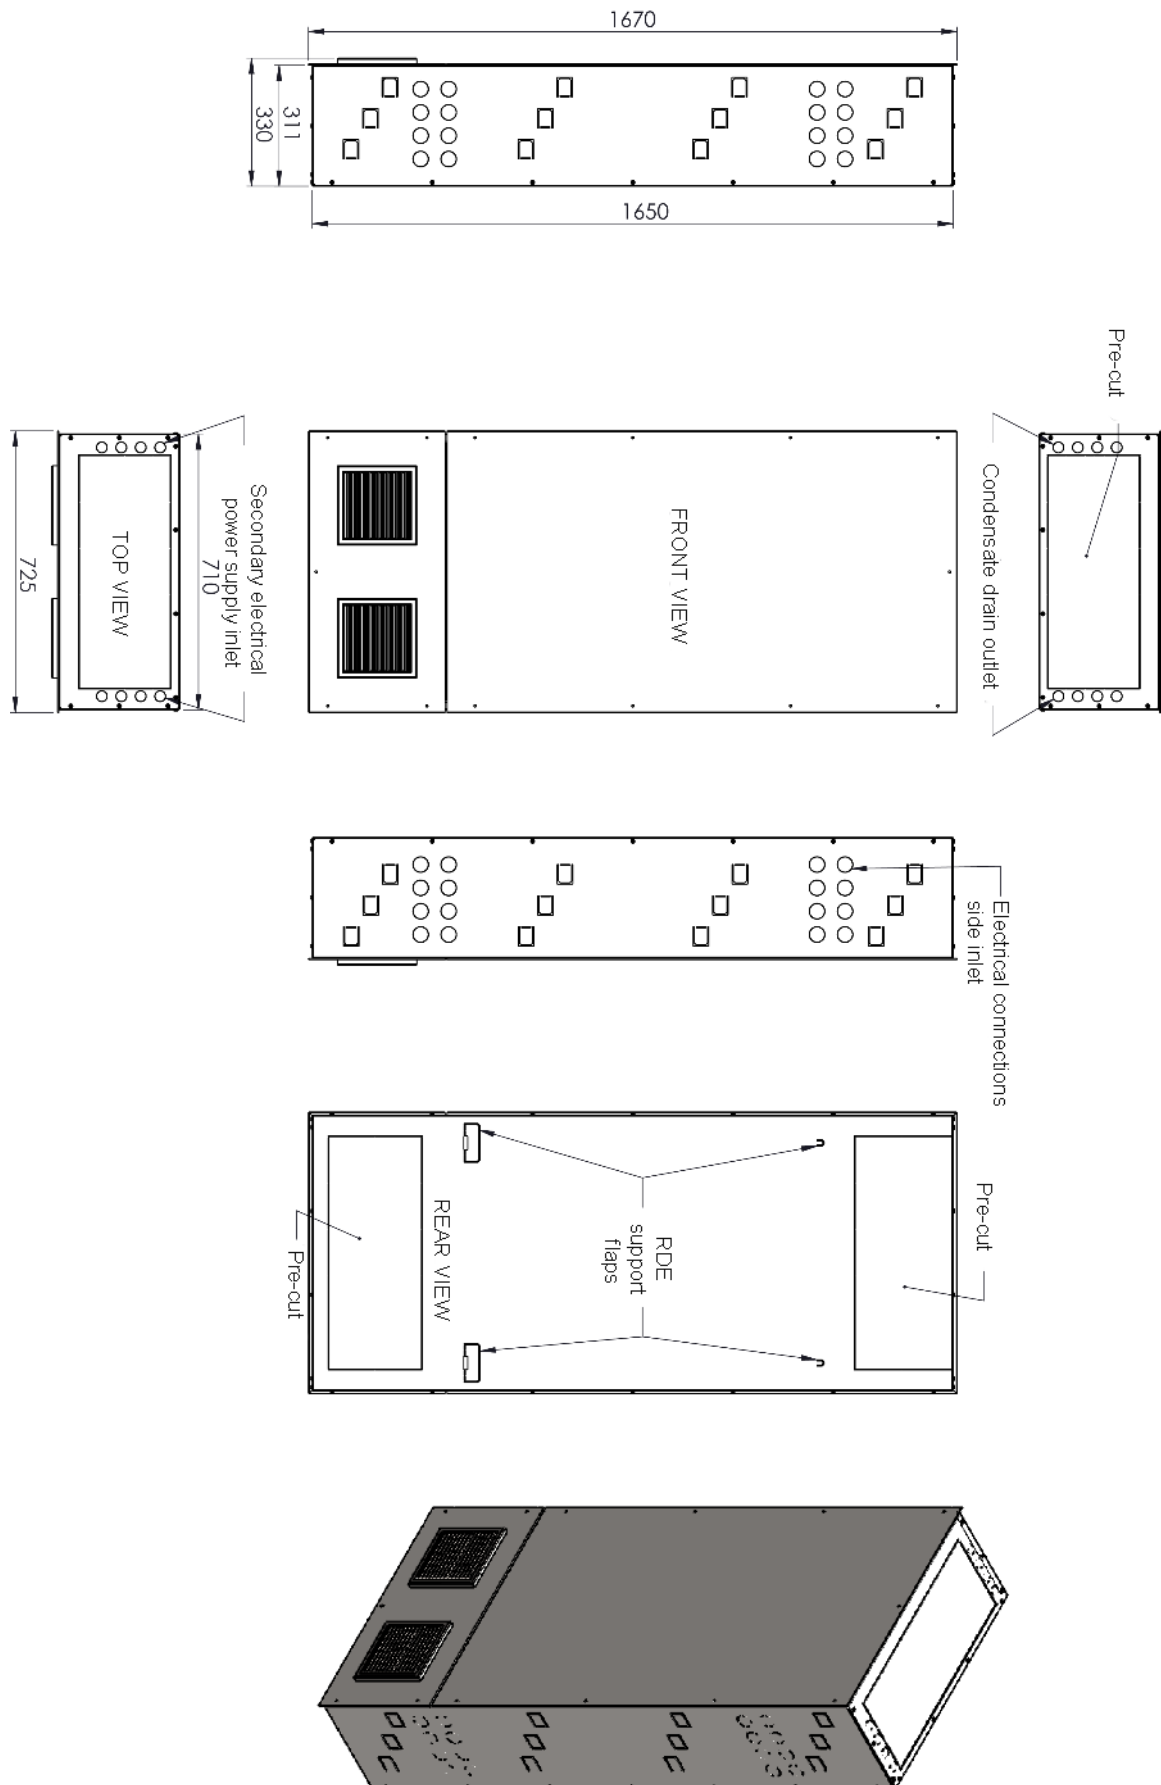 1670
311
330
1650
Pre-cut
Condensate drain outlet
FRONT VIEW
Secondary electrical
power supply inlet
710
TOP VIEW
725
Electrical connections
side inlet
Pre-cut
RDE
support
flaps
REAR VIEW
Pre-cut